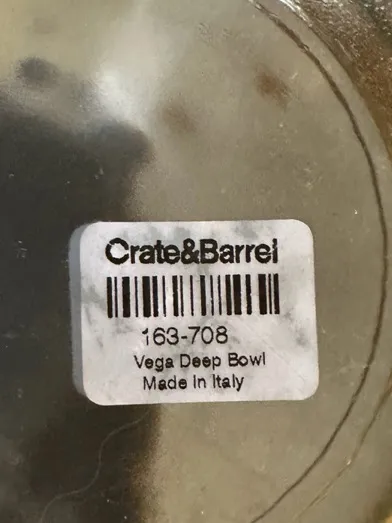 Crate&Barrel
163-708
Vega Deep Bowl
Made In Italy